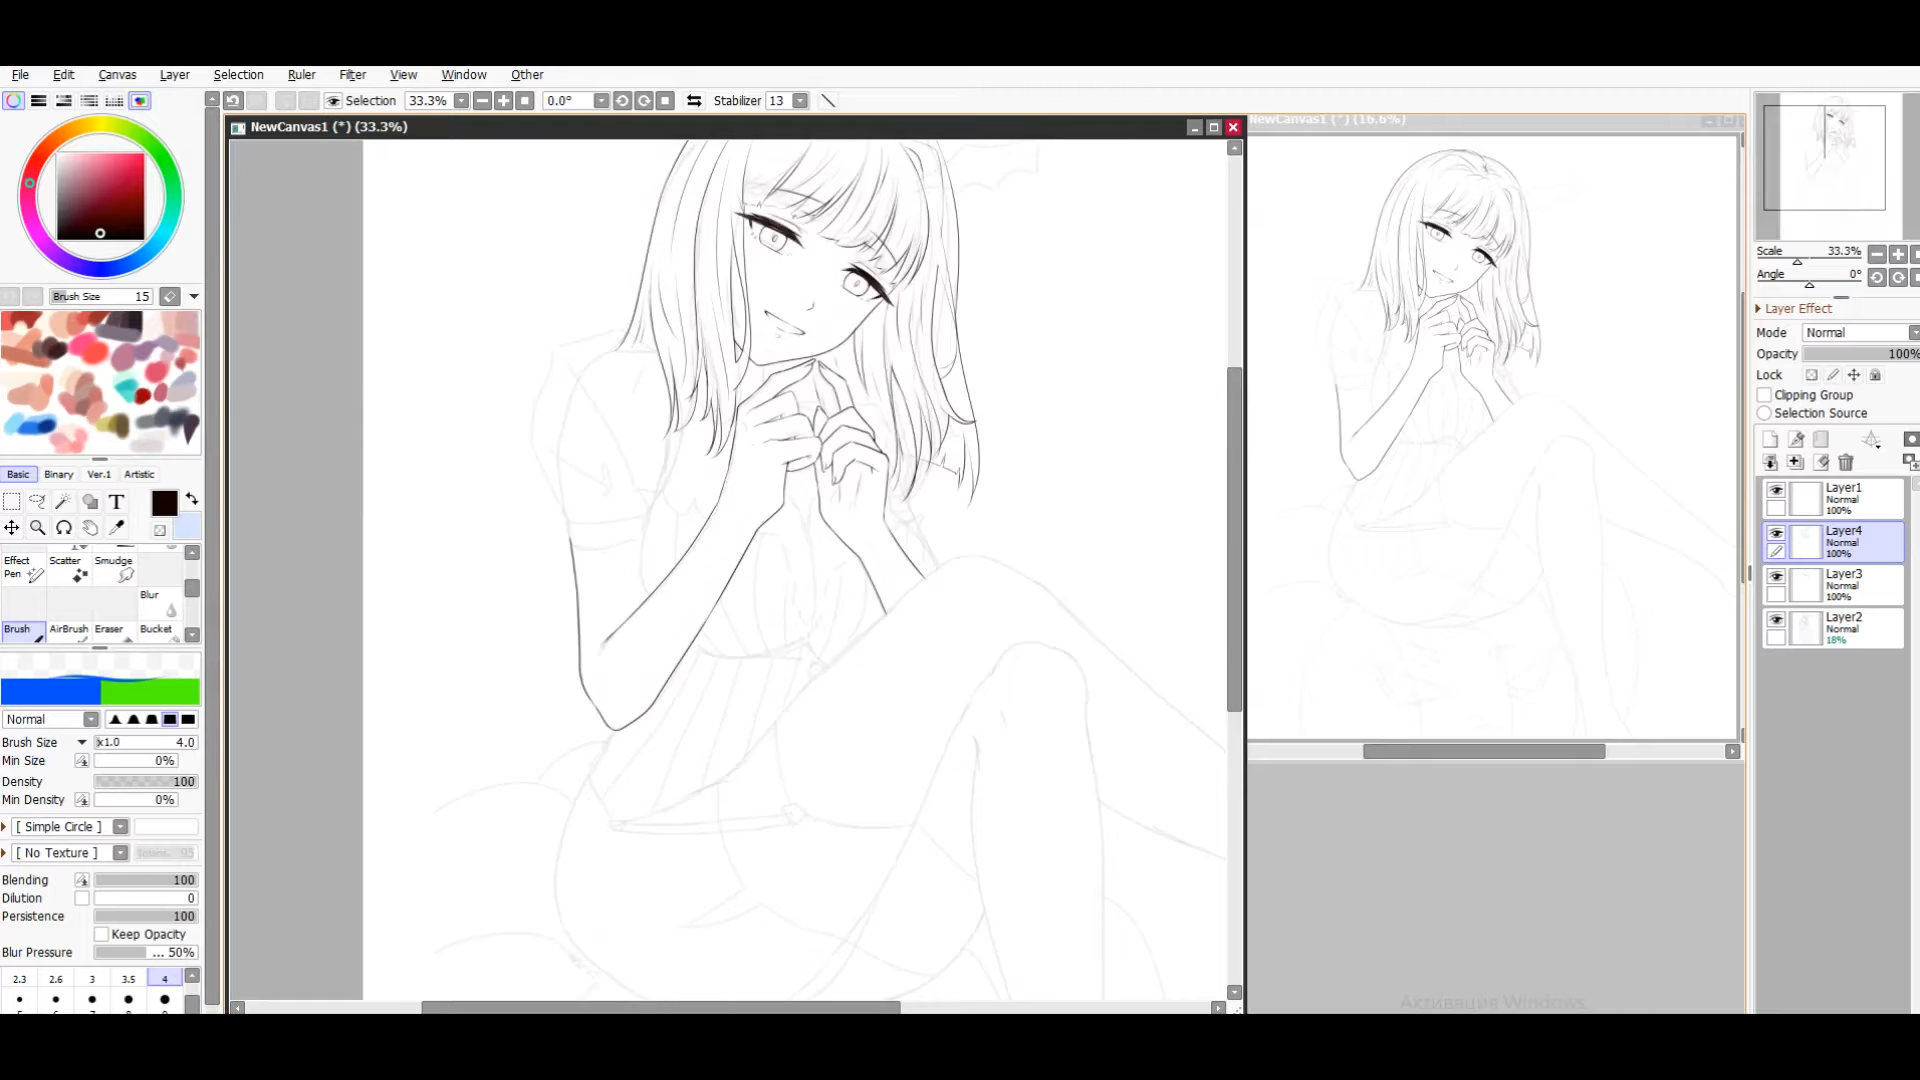 File Edit Canvas Layer Selection Ruler Filter View Window Other
Selection 33.3% 0.0° Stabilizer 13
NewCanvas1 (*) (33.3%)
NewCanvas1 (*) (16.6%)
Scale 33.3%
Angle 0°
Layer Effect
Mode Normal
Opacity 100%
Lock
Clipping Group
Selection Source
Layer1
Normal
100%
Layer4
Normal
100%
Layer3
Normal
100%
Layer2
Normal
18%
Brush Size 15
Basic Binary Ver.1 Artistic
T
Effect Pen Scatter Smudge
Blur
Brush AirBrush Eraser Bucket
Normal
Brush Size x1.0 4.0
Min Size 0%
Density 100
Min Density 0%
[ Simple Circle ]
[ No Texture ] 95
Blending 100
Dilution 0
Persistence 100
Keep Opacity
Blur Pressure ... 50%
2.3 2.6 3 3.5 4
Активация Windows